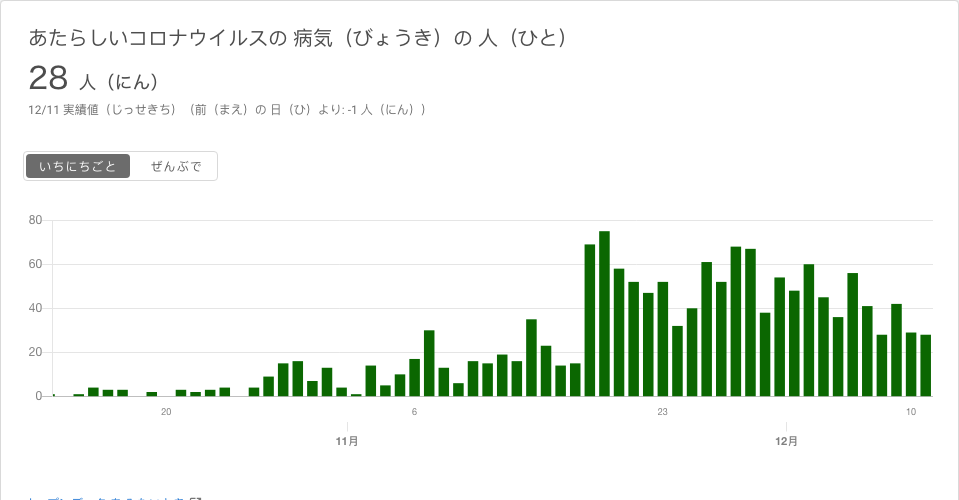 あたらしいコロナウイルスの 病気（びょうき）の 人（ひと）
28 人（にん）
12/11 実績値（じっせきち）（前（まえ）の 日（ひ）より: -1 人（にん））
いちにちごと ぜんぶで
80
60
40
20
0
20 6 23 10
11月 12月